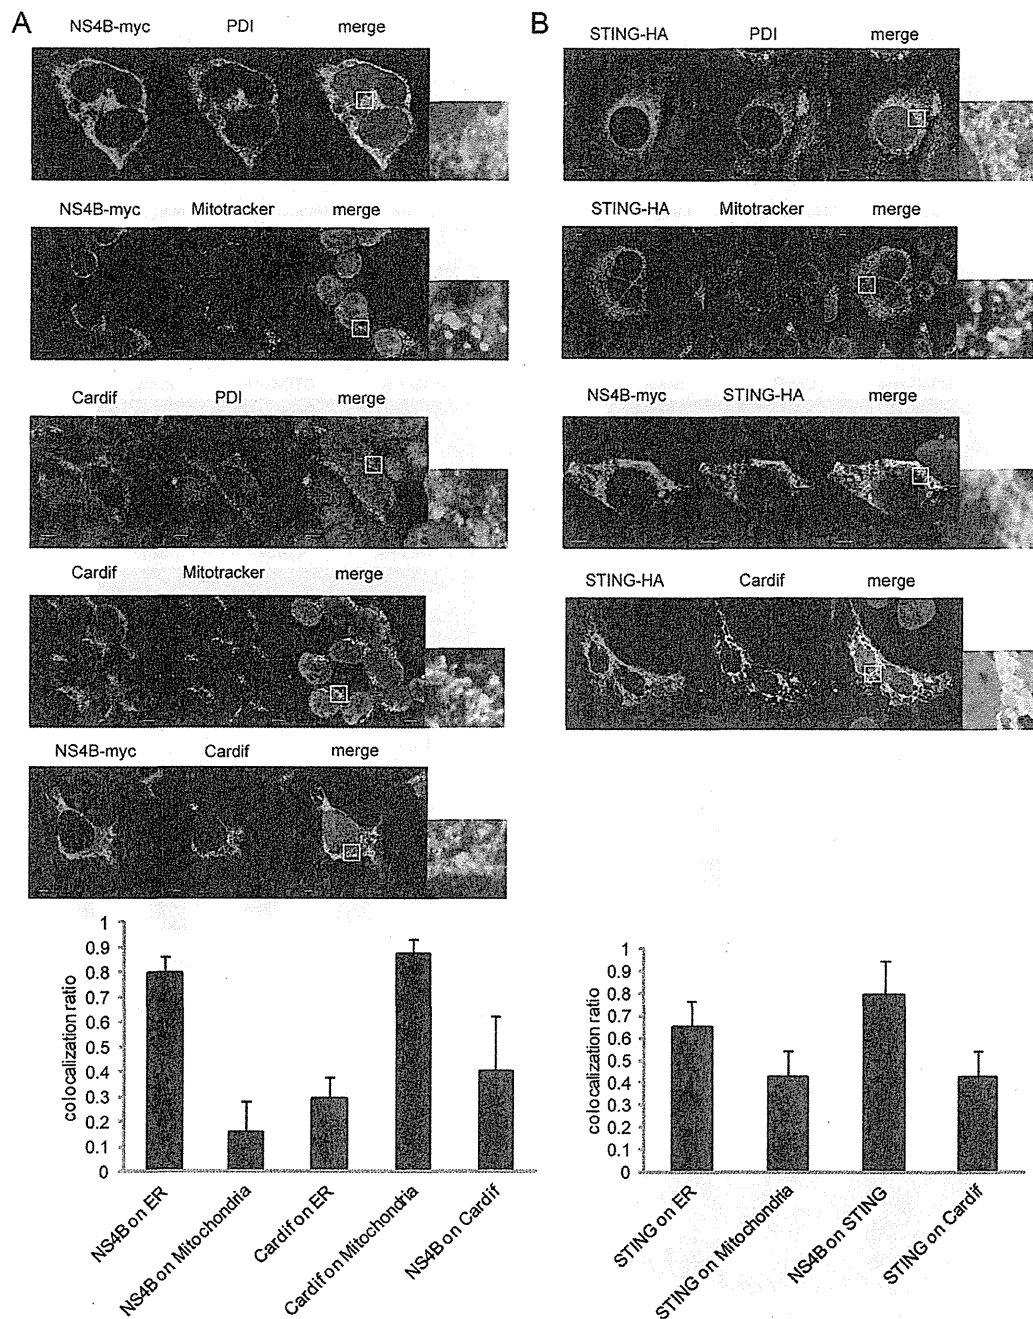 A
NS4B-myc PDI merge
NS4B-myc Mitotracker merge
Cardif PDI merge
Cardif Mitotracker merge
NS4B-myc Cardif merge
colocalization ratio
1
0.9
0.8
0.7
0.6
0.5
0.4
0.3
0.2
0.1
0
NS4B on ER
NS4B on Mitochondria
Cardif on ER
Cardif on Mitochondria
NS4B on Cardif
B
STING-HA PDI merge
STING-HA Mitotracker merge
NS4B-myc STING-HA merge
STING-HA Cardif merge
colocalization ratio
1
0.9
0.8
0.7
0.6
0.5
0.4
0.3
0.2
0.1
0
STING on ER
STING on Mitochondria
NS4B on STING
STING on Cardif